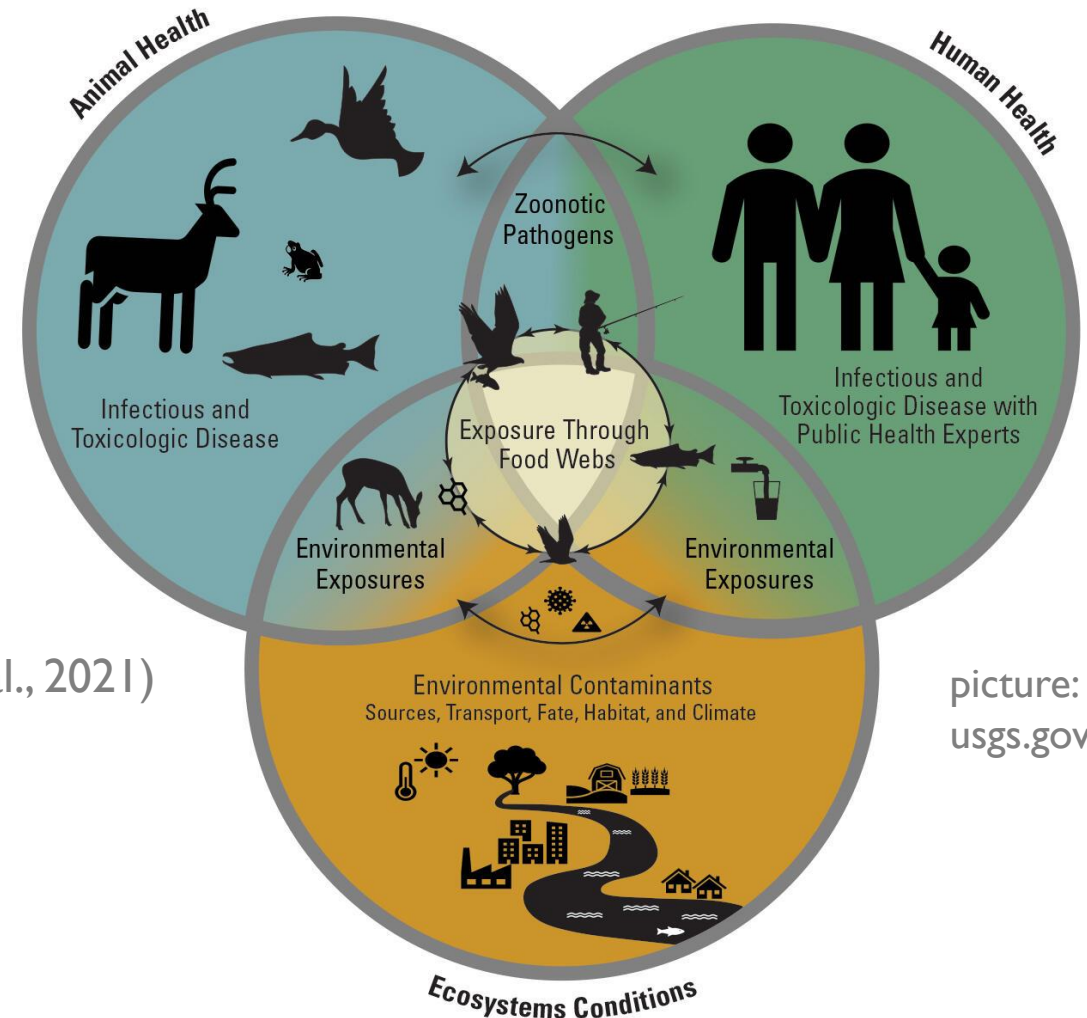 Animal Health
Human Health
Zoonotic
Pathogens
Infectious and
Toxicologic Disease
Infectious and
Toxicologic Disease with
Public Health Experts
Exposure Through
Food Webs
Environmental
Exposures
Environmental
Exposures
l., 2021)
picture:
usgs.gov
Environmental Contaminants
Sources, Transport, Fate, Habitat, and Climate
Ecosystems Conditions